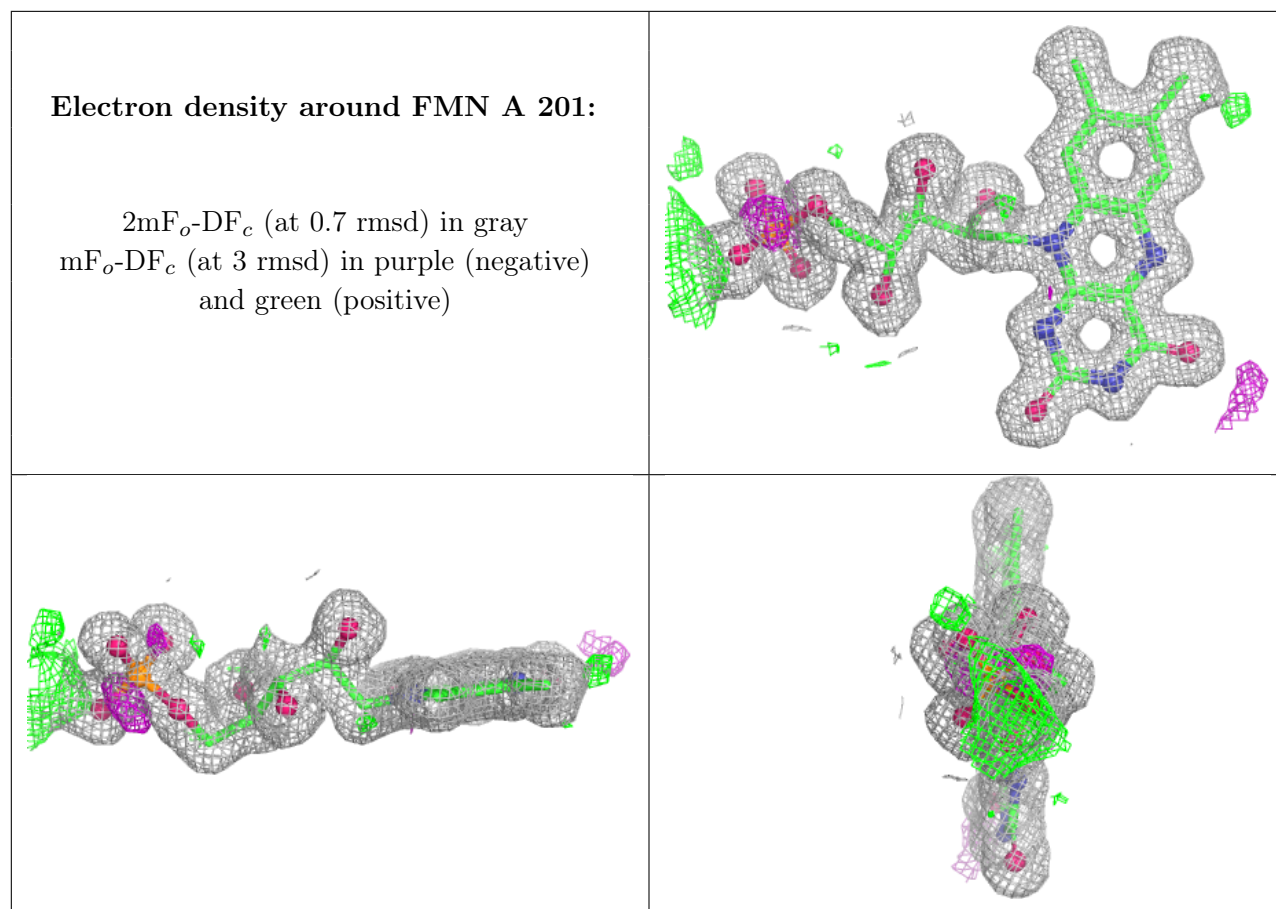 Electron density around FMN A 201:
2mFo-DFc (at 0.7 rmsd) in gray
mFo-DFc (at 3 rmsd) in purple (negative)
and green (positive)